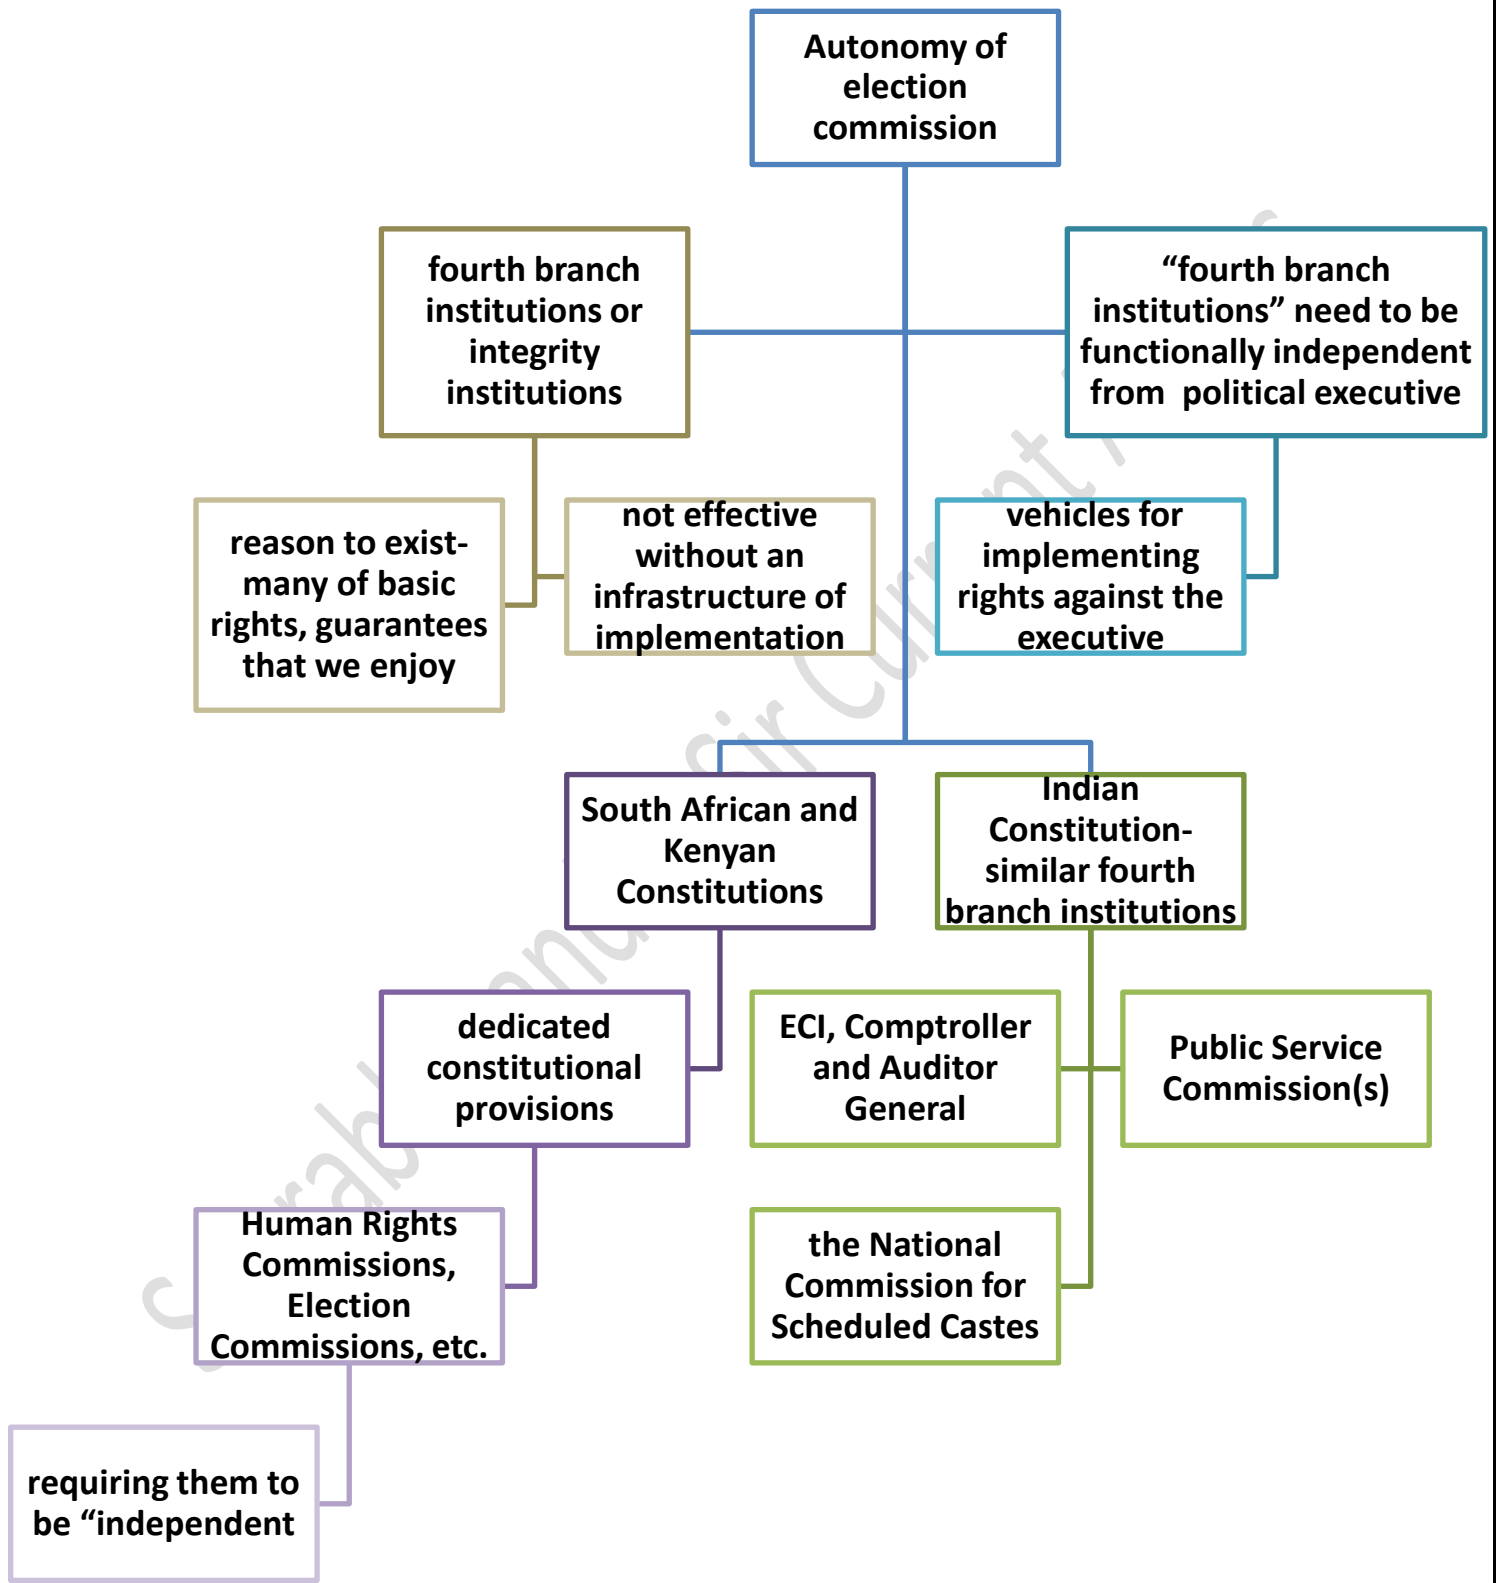 Autonomy of
election
commission
fourth branch
institutions or
integrity
institutions
“fourth branch
institutions” need to be
functionally independent
from political executive
reason to exist-
many of basic
rights, guarantees
that we enjoy
not effective
without an
infrastructure of
implementation
vehicles for
implementing
rights against the
executive
South African and
Kenyan
Constitutions
Indian
Constitution-
similar fourth
branch institutions
dedicated
constitutional
provisions
ECI, Comptroller
and Auditor
General
Public Service
Commission(s)
Human Rights
Commissions,
Election
Commissions, etc.
the National
Commission for
Scheduled Castes
requiring them to
be “independent
Sir Current